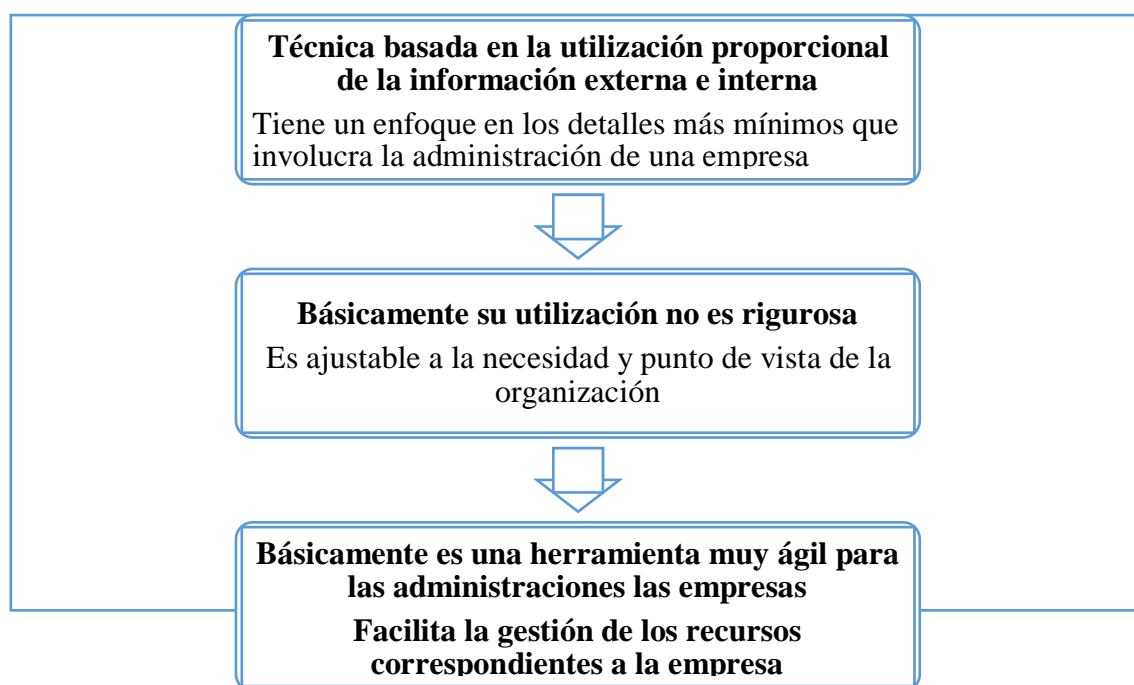 Técnica basada en la utilización proporcional
de la información externa e interna
Tiene un enfoque en los detalles más mínimos que
involucra la administración de una empresa
Básicamente su utilización no es rigurosa
Es ajustable a la necesidad y punto de vista de la
organización
Básicamente es una herramienta muy ágil para
las administraciones las empresas
Facilita la gestión de los recursos
correspondientes a la empresa